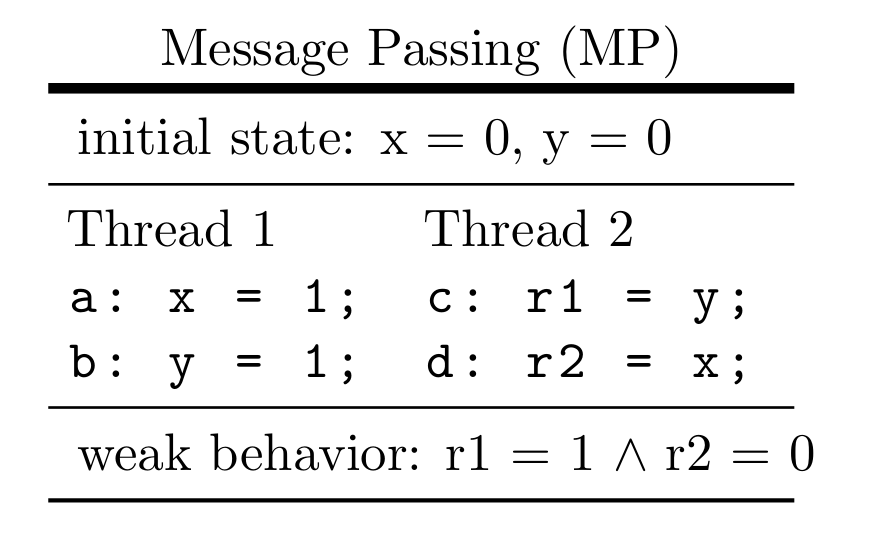 Message Passing (MP)
initial state: x = 0, y = 0
Thread 1 Thread 2
a: x = 1; c: r1 = y;
b: y = 1; d: r2 = x;
weak behavior: r1 = 1 ∧ r2 = 0